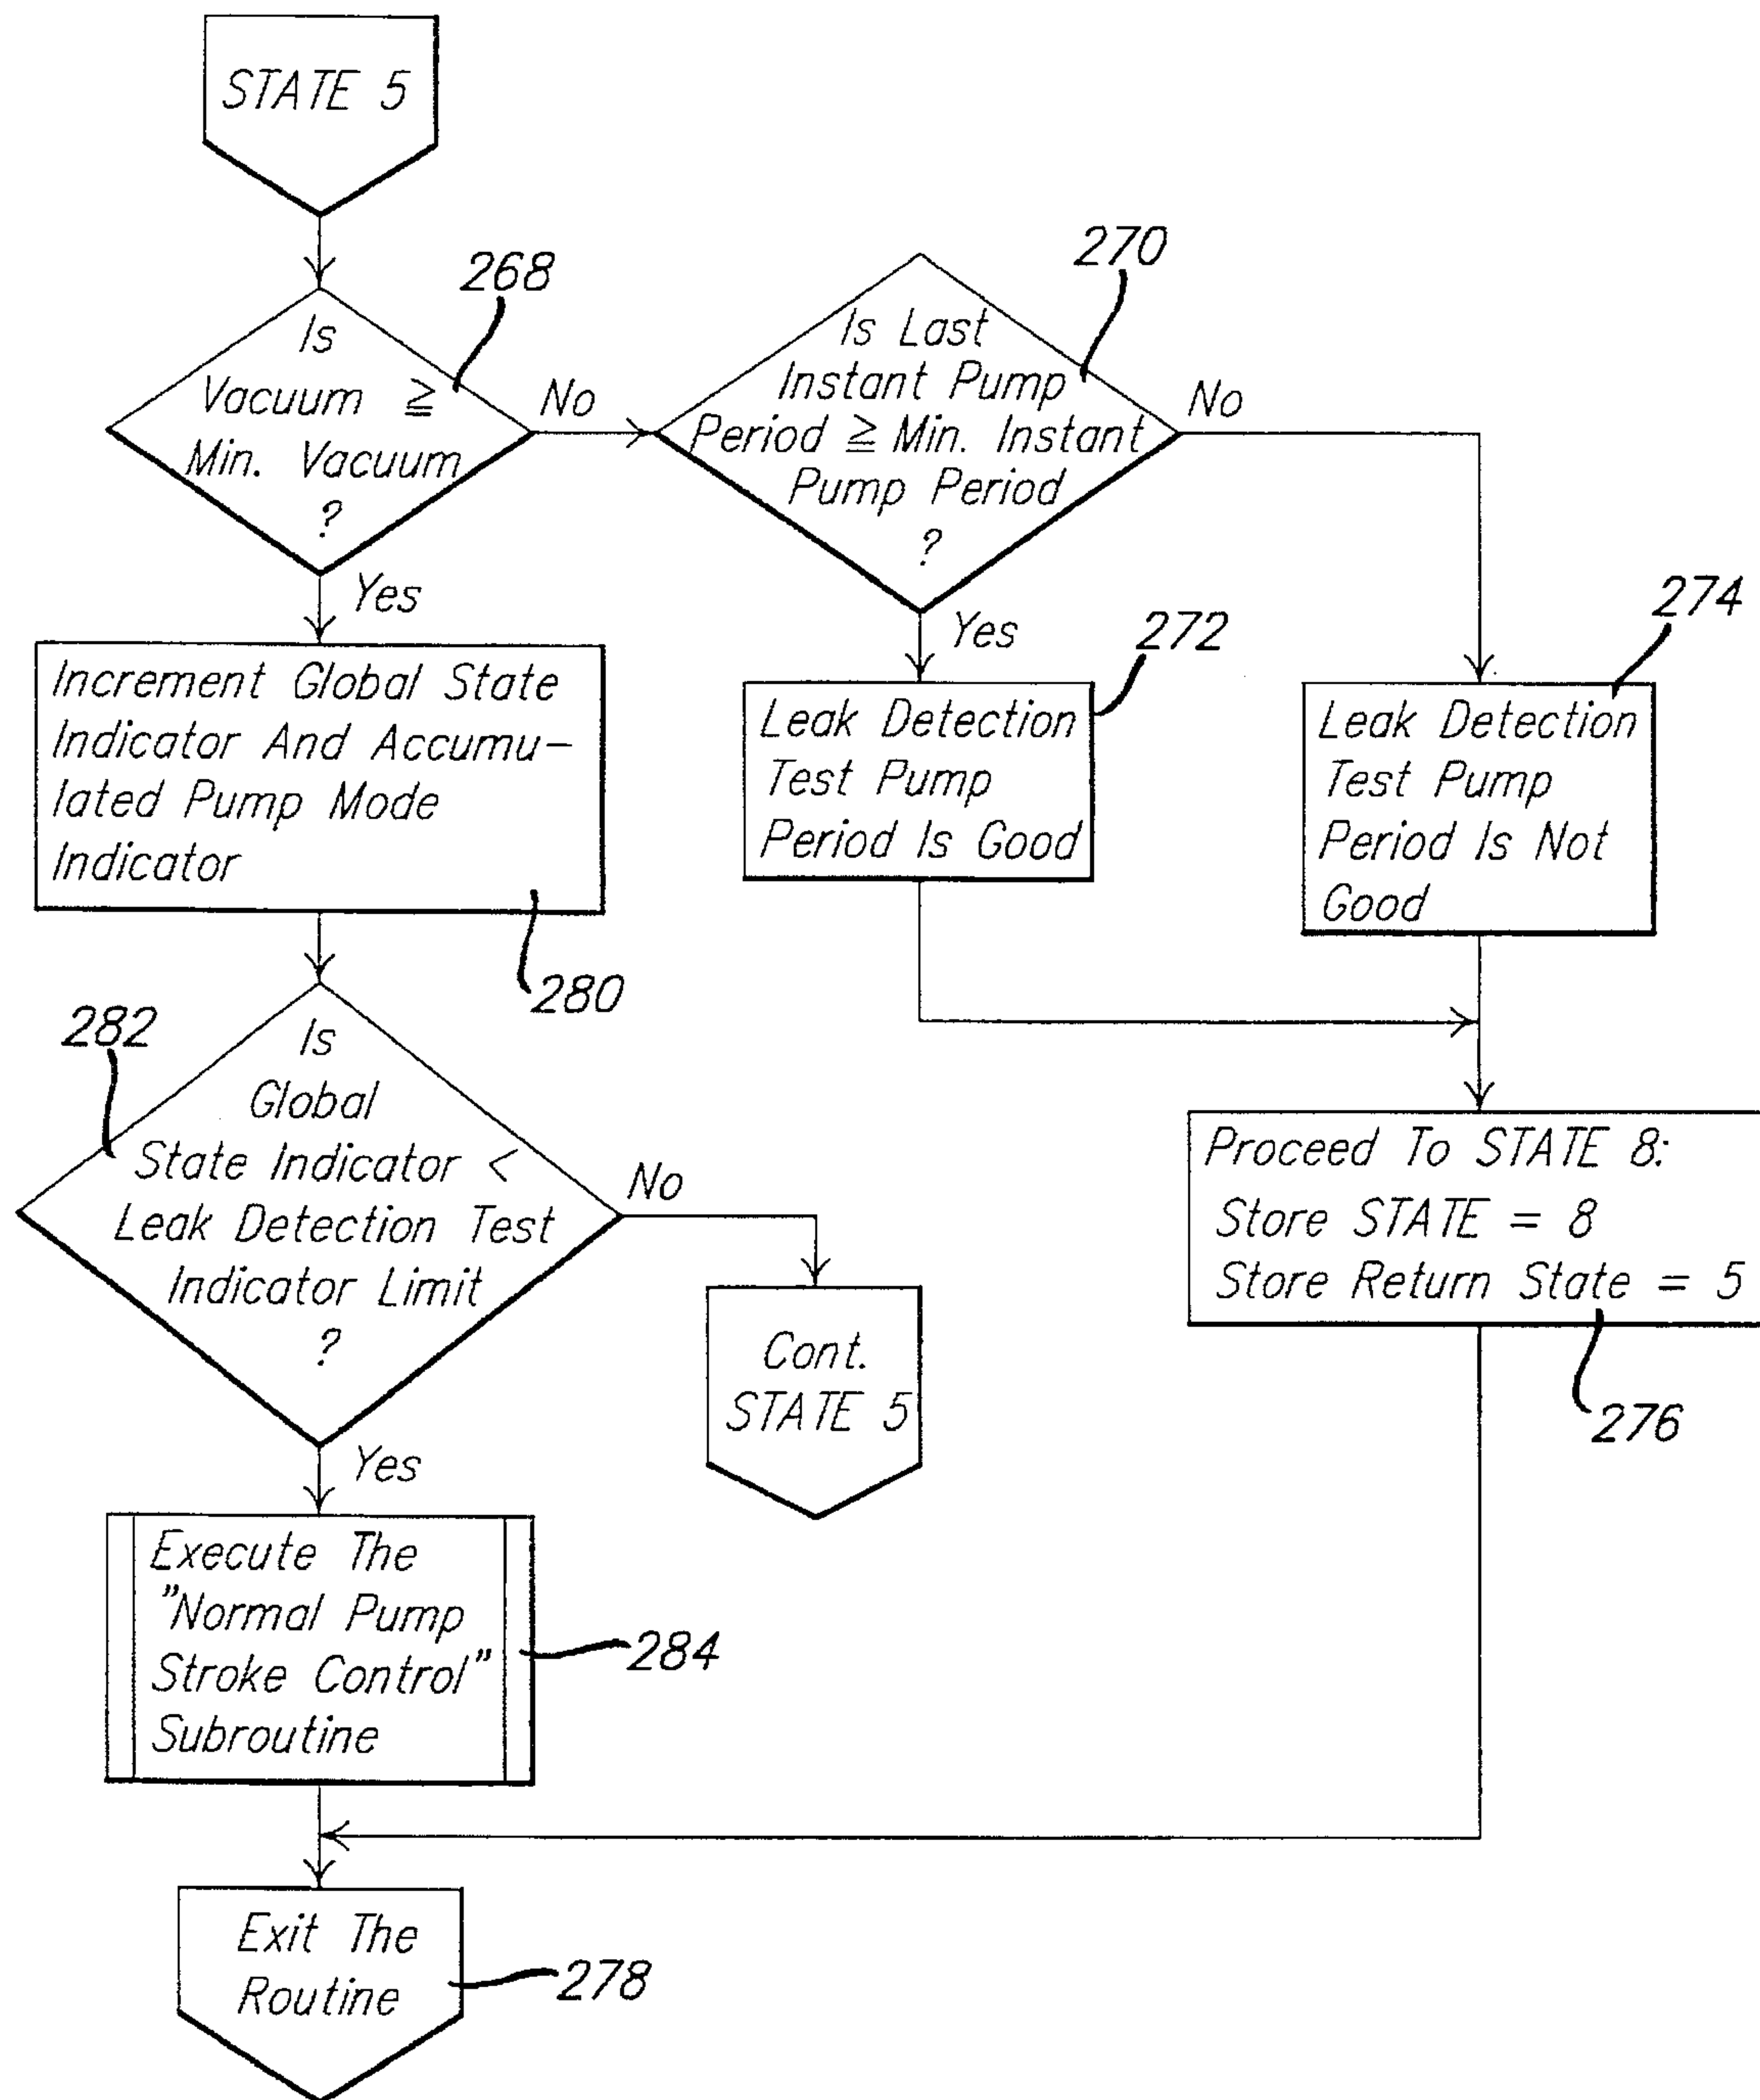 STATE 5
268
Is
Vacuum ≧
Min. Vacuum
?
No
Yes
270
Is Last
Instant Pump
Period ≧ Min. Instant
Pump Period
?
No
Yes
272
Leak Detection
Test Pump
Period Is Good
274
Leak Detection
Test Pump
Period Is Not
Good
Increment Global State
Indicator And Accumu-
lated Pump Mode
Indicator
280
282
Is
Global
State Indicator <
Leak Detection Test
Indicator Limit
?
No
Yes
Cont.
STATE 5
Proceed To STATE 8:
Store STATE = 8
Store Return State = 5
276
Execute The
"Normal Pump
Stroke Control"
Subroutine
284
Exit The
Routine
278